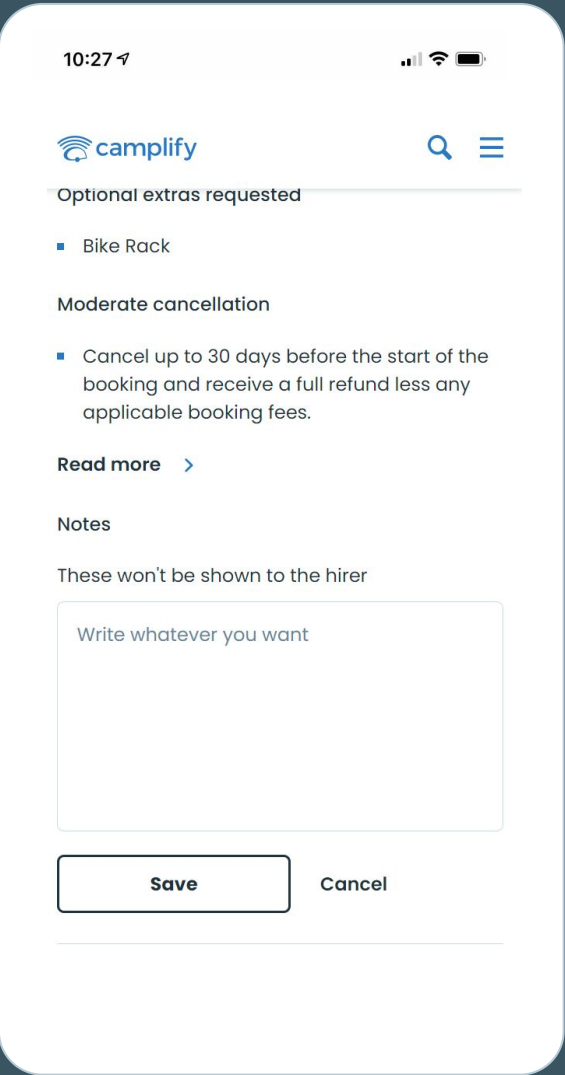 10:27
camplify
Optional extras requested
Bike Rack
Moderate cancellation
Cancel up to 30 days before the start of the
booking and receive a full refund less any
applicable booking fees.
Read more
Notes
These won't be shown to the hirer
Write whatever you want
Save
Cancel